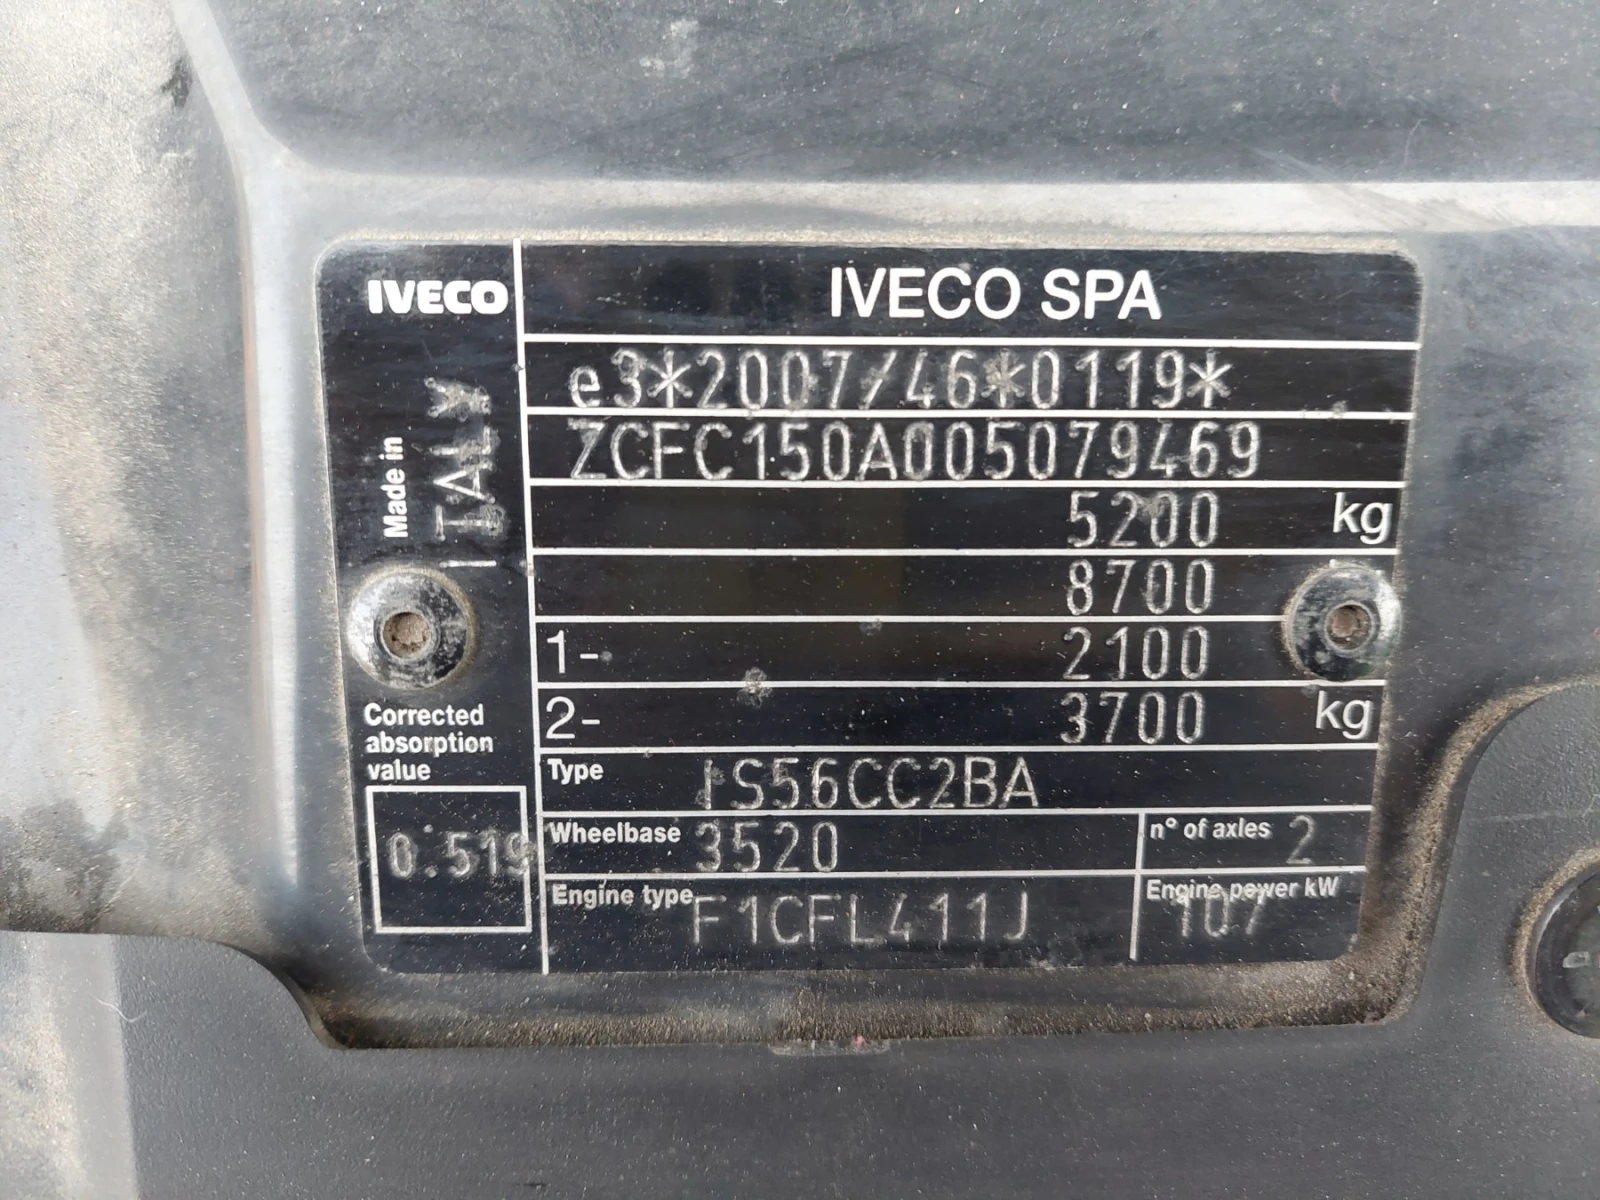 IVECO
IVECO SPA
e3*2007/46*0119*
ZCFC150A005079469
5200 kg
8700
1- 2100
2- 3700 kg
Made in ITALY
Corrected
absorption
value
0.519
Type IS56CC2BA
Wheelbase 3520
n° of axles 2
Engine type F1CFL411J
Engine power kW 107